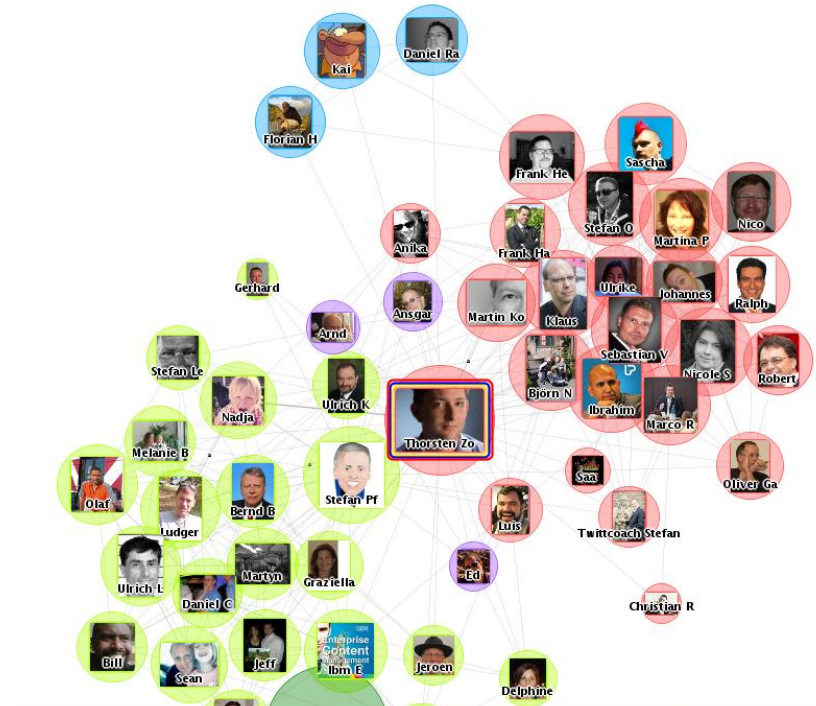 Kai
Daniel Ra
Florian H
Frank He
Sascha
Stefan O
Martina P
Nico
Anika
Frank Ha
Gerhard
Ansgar
Martin Ko
Klaus
Ulrike
Johannes
Ralph
Arnd
Sebastian V
Stefan Le
Nicole S
Robert
Nadja
Ulrich K
Björn N
Ibrahim
Marco R
Thorsten Zo
Melanie B
Olaf
Ludger
Bernd B
Stefan Pf
Saa
Oliver Ga
Luis
Twittcoach Stefan
Ulrich L
Martyn
Graziella
Ed
Daniel C
Christian R
Bill
Sean
Jeff
IBM
Enterprise
Content
Management
Ibm E
Jeroen
Delphine